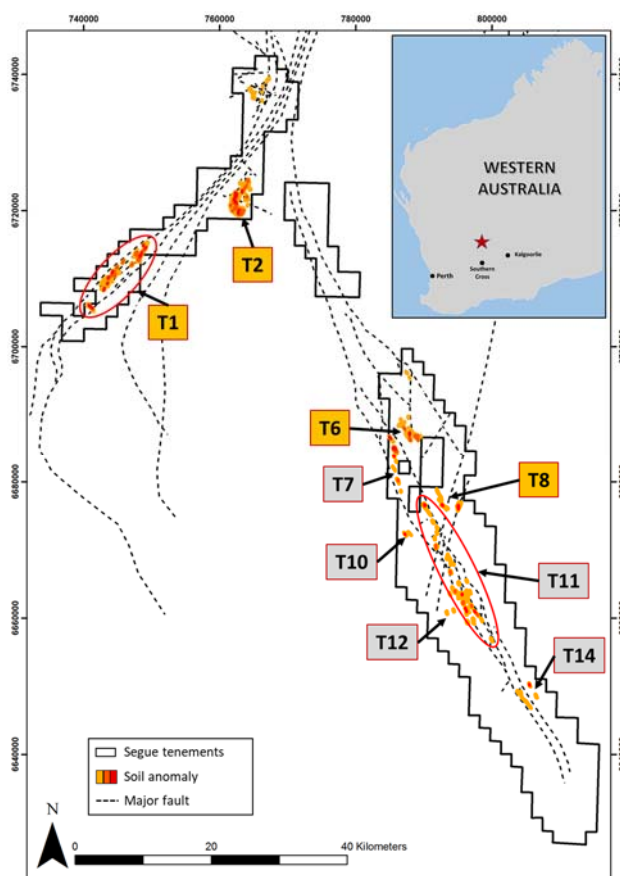 740000
760000
780000
800000
6740000
6720000
6700000
6680000
6660000
6640000
WESTERN
AUSTRALIA
Kalgoorlie
Southern
Cross
Perth
T2
T1
T6
T7
T8
T10
T11
T12
T14
Segue tenements
Soil anomaly
Major fault
N
0
10
20
40 Kilometers